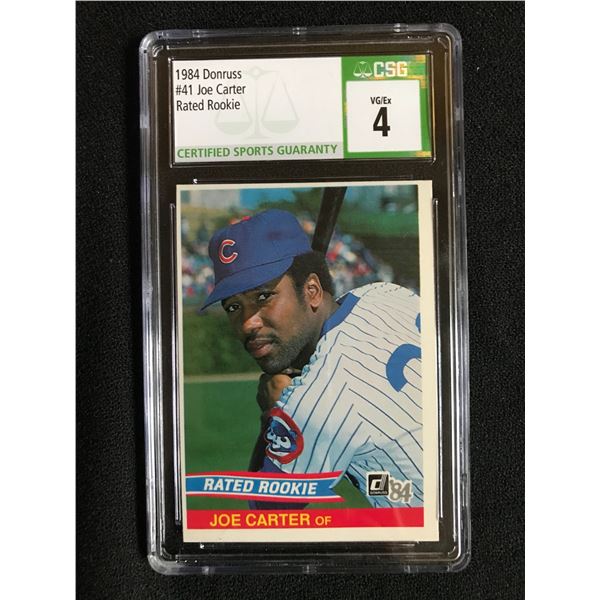 1984 Donruss
#41 Joe Carter
Rated Rookie
CERTIFIED SPORTS GUARANTY
CSG
VG/Ex
4
C
RATED ROOKIE
DONRUSS '84
JOE CARTER OF